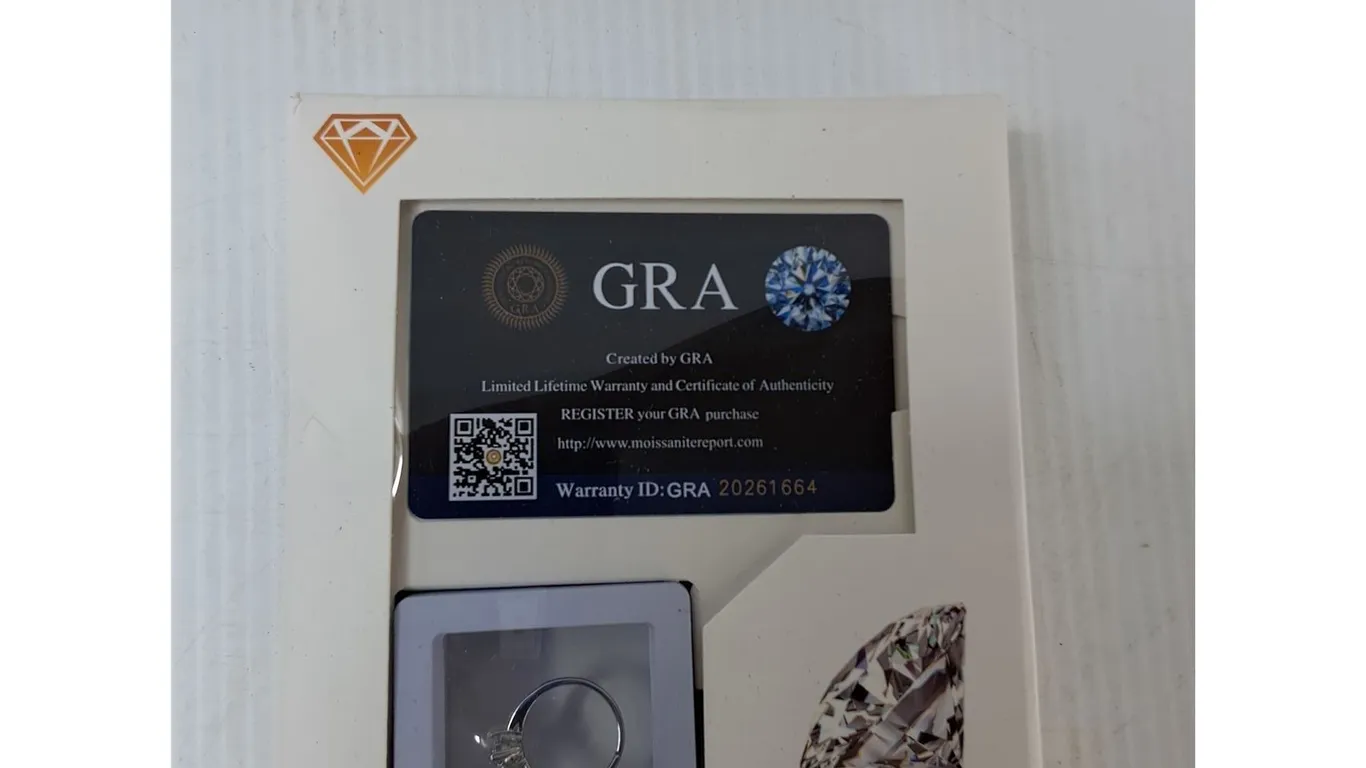 GRA
GRA
Created by GRA
Limited Lifetime Warranty and Certificate of Authenticity
REGISTER your GRA purchase
http://www.moissanitereport.com
Warranty ID:GRA 20261664